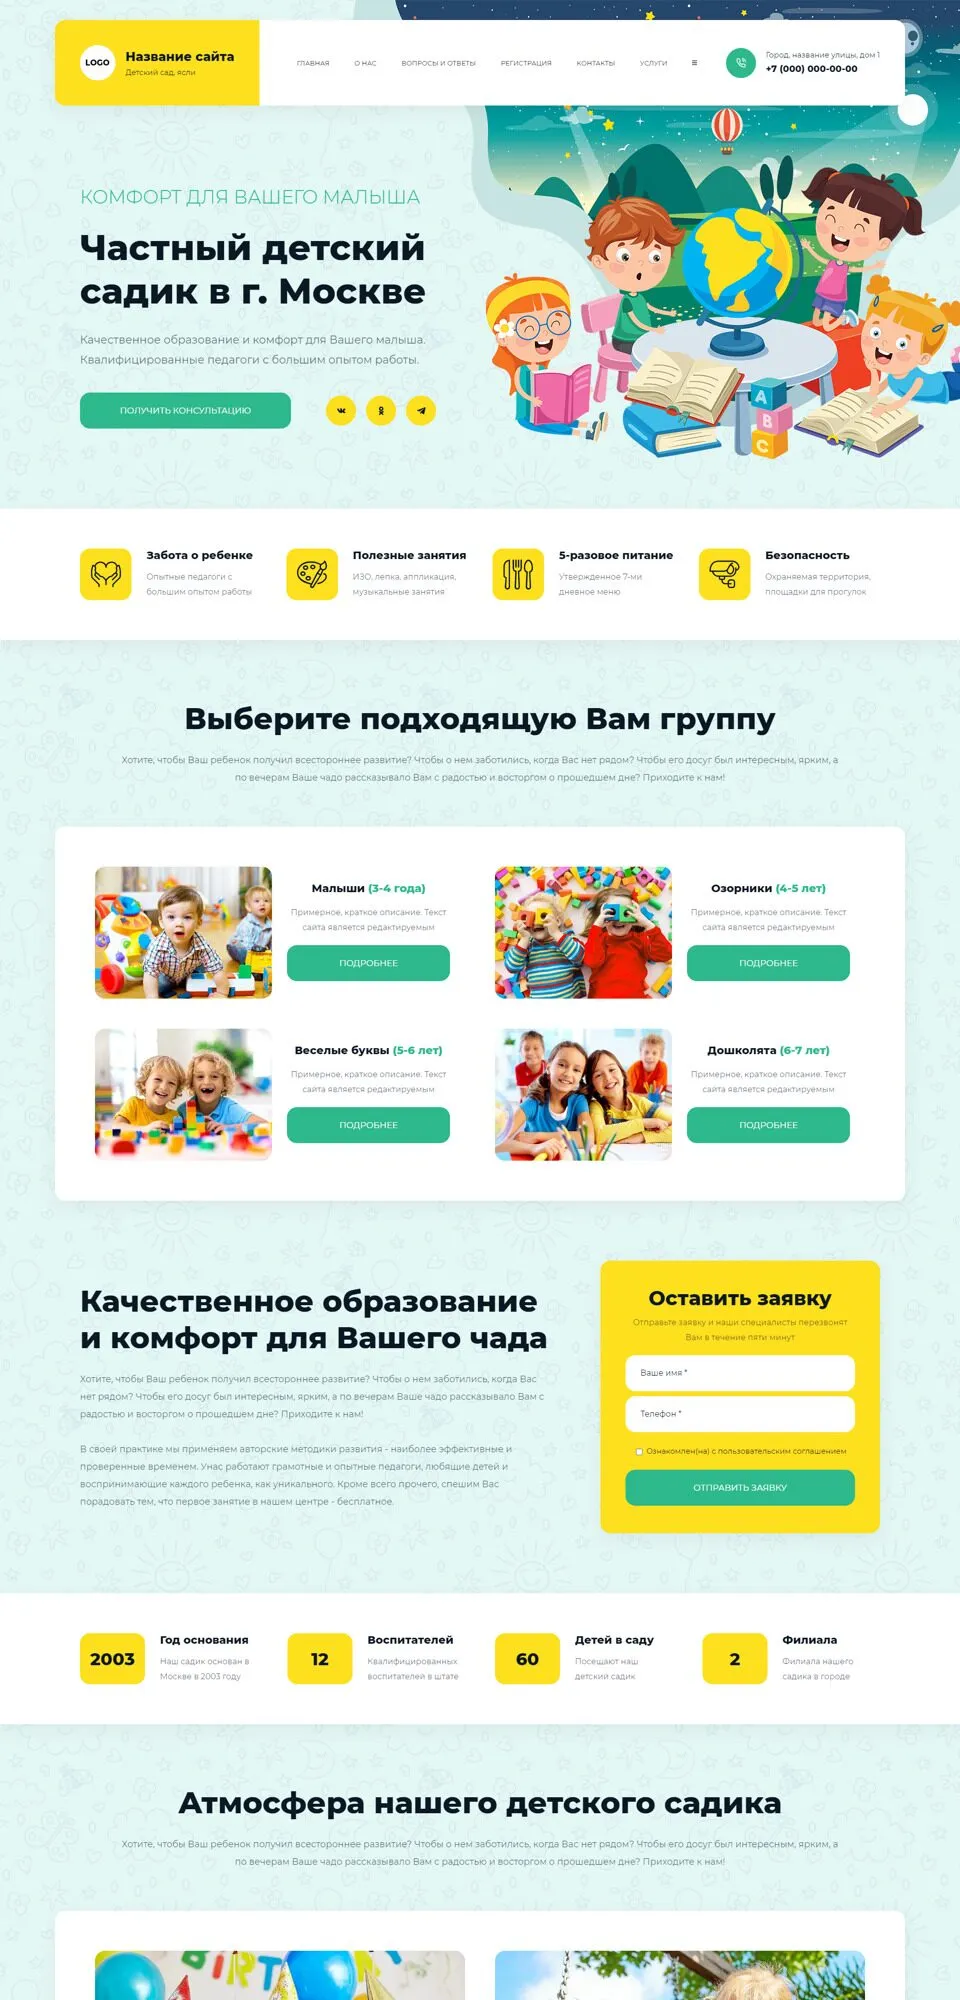 LOGO
Название сайта
Детский сад, ясли
ГЛАВНАЯ
О НАС
ВОПРОСЫ И ОТВЕТЫ
РЕГИСТРАЦИЯ
КОНТАКТЫ
УСЛУГИ
Город, название улицы, дом 1
+7 (000) 000-00-00
КОМФОРТ ДЛЯ ВАШЕГО МАЛЫША
Частный детский
садик в г. Москве
Качественное образование и комфорт для Вашего малыша.
Квалифицированные педагоги с большим опытом работы.
ПОЛУЧИТЬ КОНСУЛЬТАЦИЮ
A
B
C
Забота о ребенке
Опытные педагоги с
большим опытом работы
Полезные занятия
ИЗО, лепка, аппликация,
музыкальные занятия
5-разовое питание
Утвержденное 7-ми
дневное меню
Безопасность
Охраняемая территория,
площадки для прогулок
Выберите подходящую Вам группу
Хотите, чтобы Ваш ребенок получил всестороннее развитие? Чтобы о нем заботились, когда Вас нет рядом? Чтобы его досуг был интересным, ярким, а
по вечерам Ваше чадо рассказывало Вам с радостью и восторгом о прошедшем дне? Приходите к нам!
Малыши (3-4 года)
Примерное, краткое описание. Текст
сайта является редактируемым
ПОДРОБНЕЕ
Озорники (4-5 лет)
Примерное, краткое описание. Текст
сайта является редактируемым
ПОДРОБНЕЕ
Веселые буквы (5-6 лет)
Примерное, краткое описание. Текст
сайта является редактируемым
ПОДРОБНЕЕ
Дошколята (6-7 лет)
Примерное, краткое описание. Текст
сайта является редактируемым
ПОДРОБНЕЕ
Качественное образование
и комфорт для Вашего чада
Хотите, чтобы Ваш ребенок получил всестороннее развитие? Чтобы о нем заботились, когда Вас
нет рядом? Чтобы его досуг был интересным, ярким, а по вечерам Ваше чадо рассказывало Вам с
радостью и восторгом о прошедшем дне? Приходите к нам!
В своей практике мы применяем авторские методики развития - наиболее эффективные и
проверенные временем. Унас работают грамотные и опытные педагоги, любящие детей и
воспринимающие каждого ребенка, как уникального. Кроме всего прочего, спешим Вас
порадовать тем, что первое занятие в нашем центре - бесплатное.
Оставить заявку
Отправьте заявку и наши специалисты перезвонят
Вам в течение пяти минут
Ваше имя *
Телефон *
Ознакомлен(на) с пользовательским соглашением
ОТПРАВИТЬ ЗАЯВКУ
2003
Год основания
Наш садик основан в
Москве в 2003 году
12
Воспитателей
Квалифицированных
воспитателей в штате
60
Детей в саду
Посещают наш
детский садик
2
Филиала
Филиала нашего
садика в городе
Атмосфера нашего детского садика
Хотите, чтобы Ваш ребенок получил всестороннее развитие? Чтобы о нем заботились, когда Вас нет рядом? Чтобы его досуг был интересным, ярким, а
по вечерам Ваше чадо рассказывало Вам с радостью и восторгом о прошедшем дне? Приходите к нам!